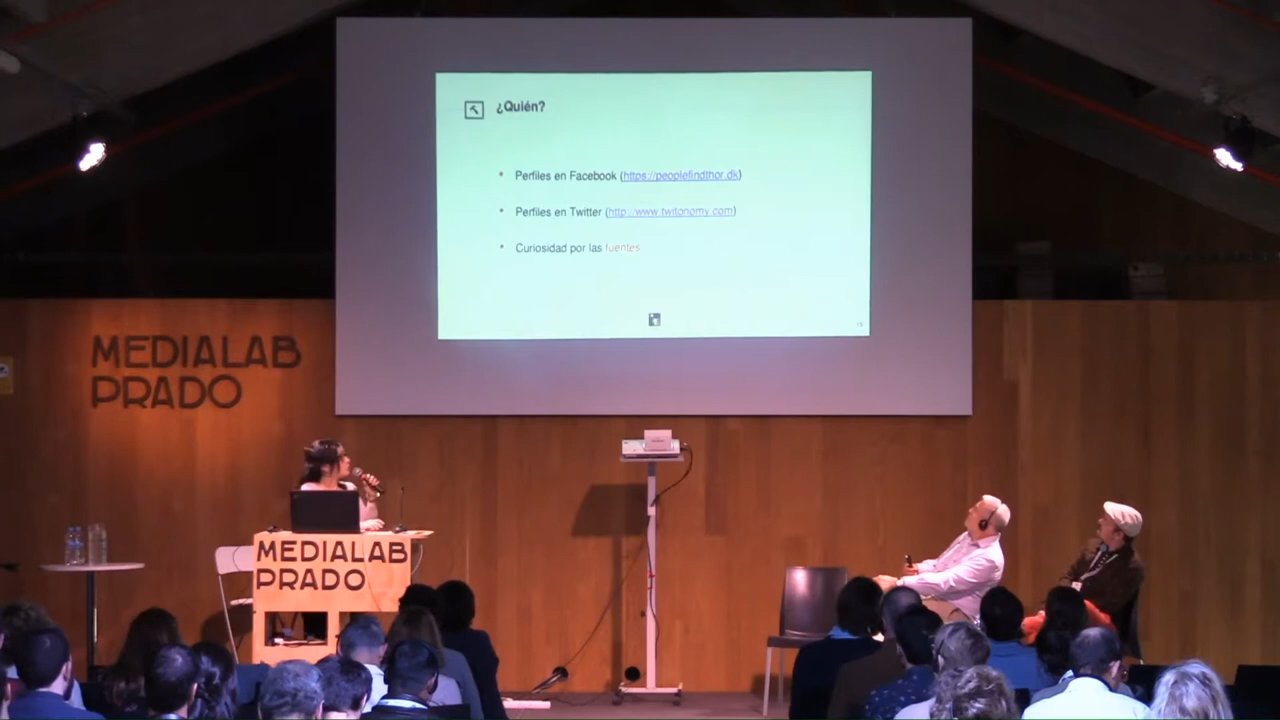 ¿Quién?
Perfiles en Facebook (https://peoplefindthor.dk)
Perfiles en Twitter (http://www.twitonomy.com)
Curiosidad por las fuentes
MEDIALAB
PRADO
MEDIALAB
PRADO